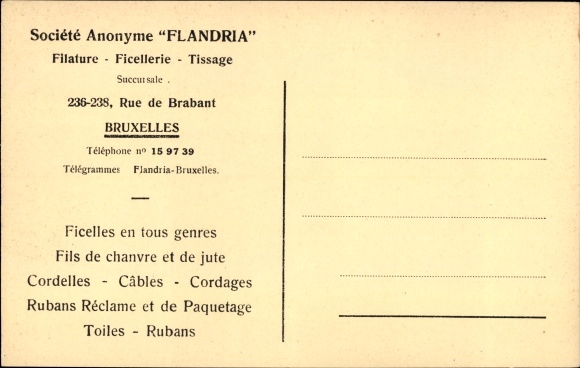 Société Anonyme "FLANDRIA"
Filature - Ficellerie - Tissage
Succursale .
236-238, Rue de Brabant
BRUXELLES
Téléphone nº 15 97 39
Télégrammes Flandria-Bruxelles.
Ficelles en tous genres
Fils de chanvre et de jute
Cordelles - Câbles - Cordages
Rubans Réclame et de Paquetage
Toiles - Rubans